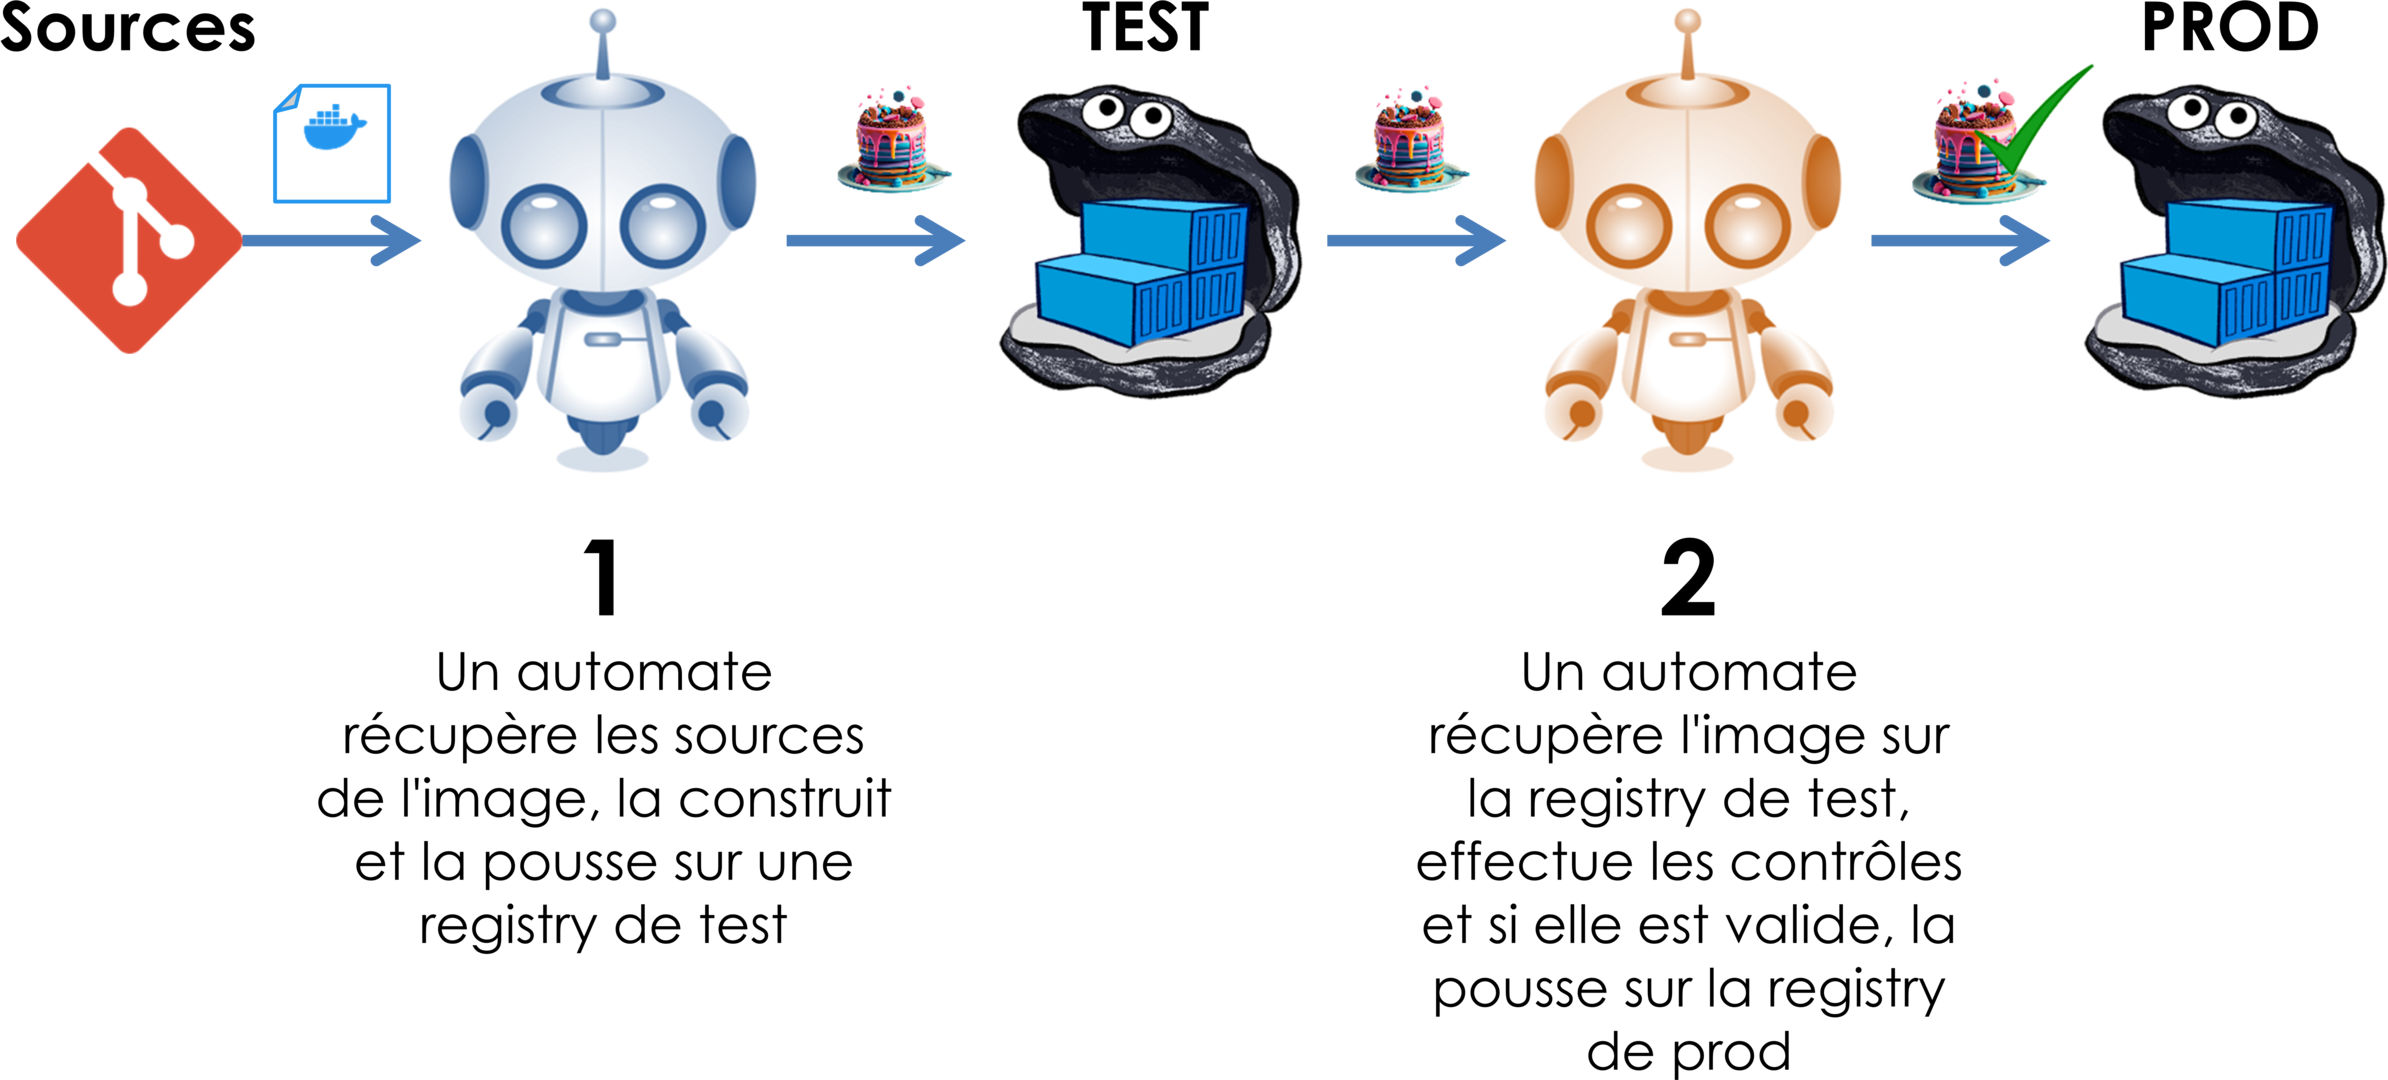 Sources
TEST
PROD
1
Un automate
récupère les sources
de l'image, la construit
et la pousse sur une
registry de test
2
Un automate
récupère l'image sur
la registry de test,
effectue les contrôles
et si elle est valide, la
pousse sur la registry
de prod